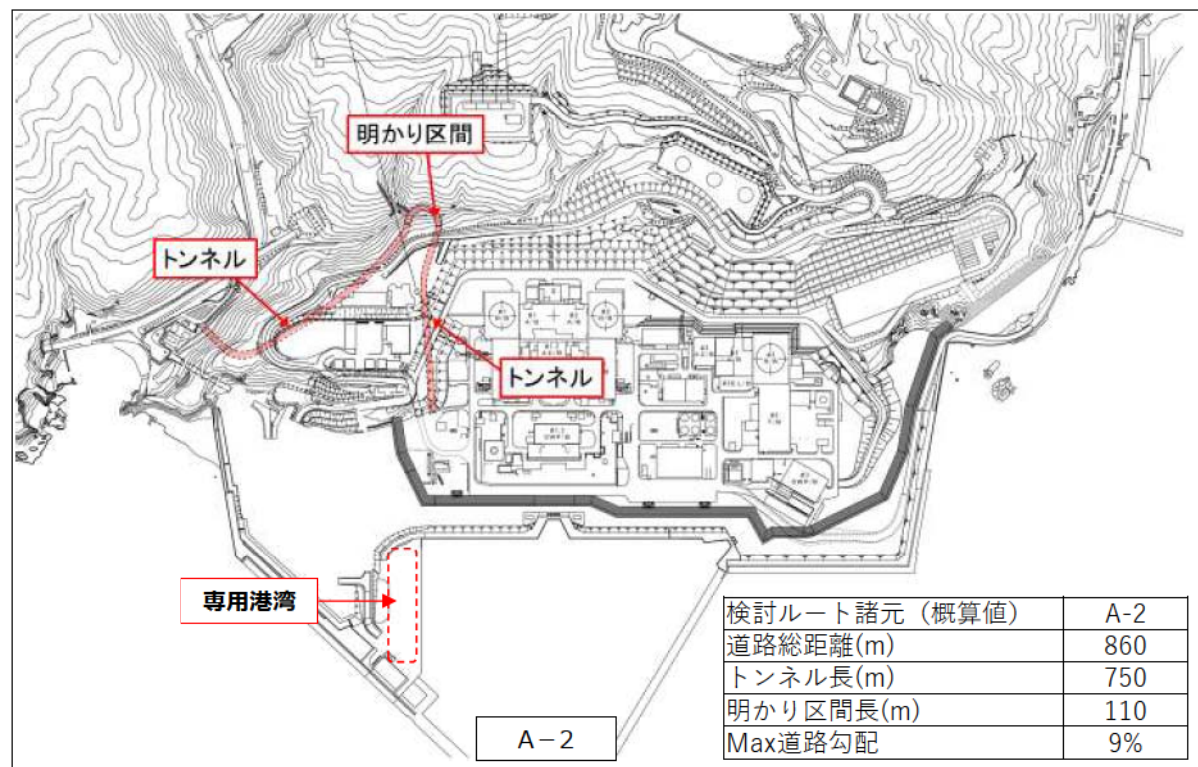 明かり区間
トンネル
トンネル
専用港湾
A－2
検討ルート諸元（概算値） A-2
道路総距離(m) 860
トンネル長(m) 750
明かり区間長(m) 110
Max道路勾配 9%